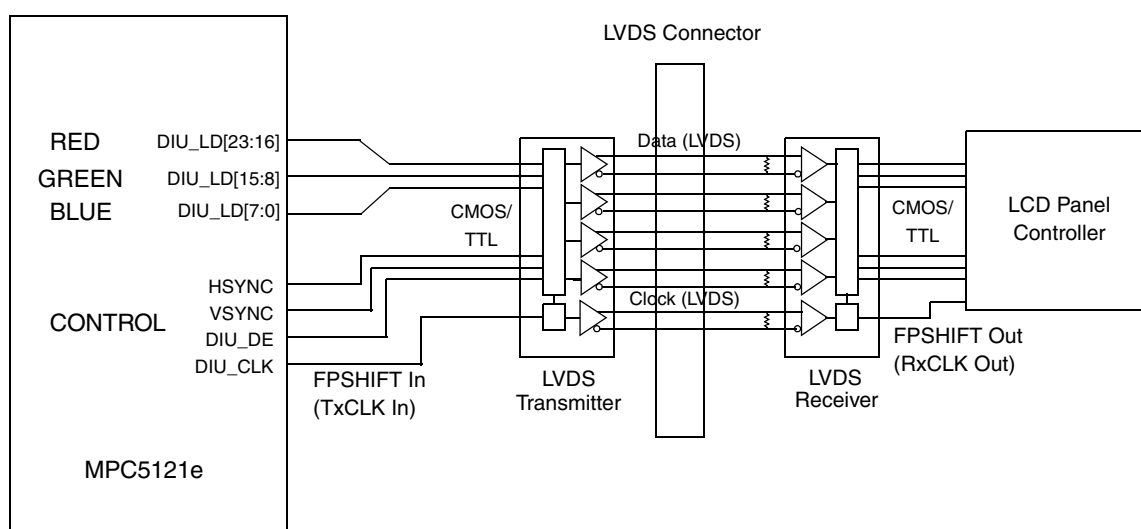 LVDS Connector
RED DIU_LD[23:16]
GREEN DIU_LD[15:8]
BLUE DIU_LD[7:0]
HSYNC
VSYNC
CONTROL
DIU_DE
DIU_CLK
MPC5121e
FPSHIFT In
(TxCLK In)
CMOS/
TTL
LVDS
Transmitter
Data (LVDS)
Clock (LVDS)
LVDS
Receiver
CMOS/
TTL
FPSHIFT Out
(RxCLK Out)
LCD Panel
Controller